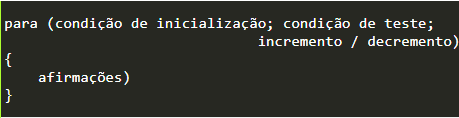 para (condição de inicialização; condição de teste;
incremento / decremento)
{
afirmações)
}